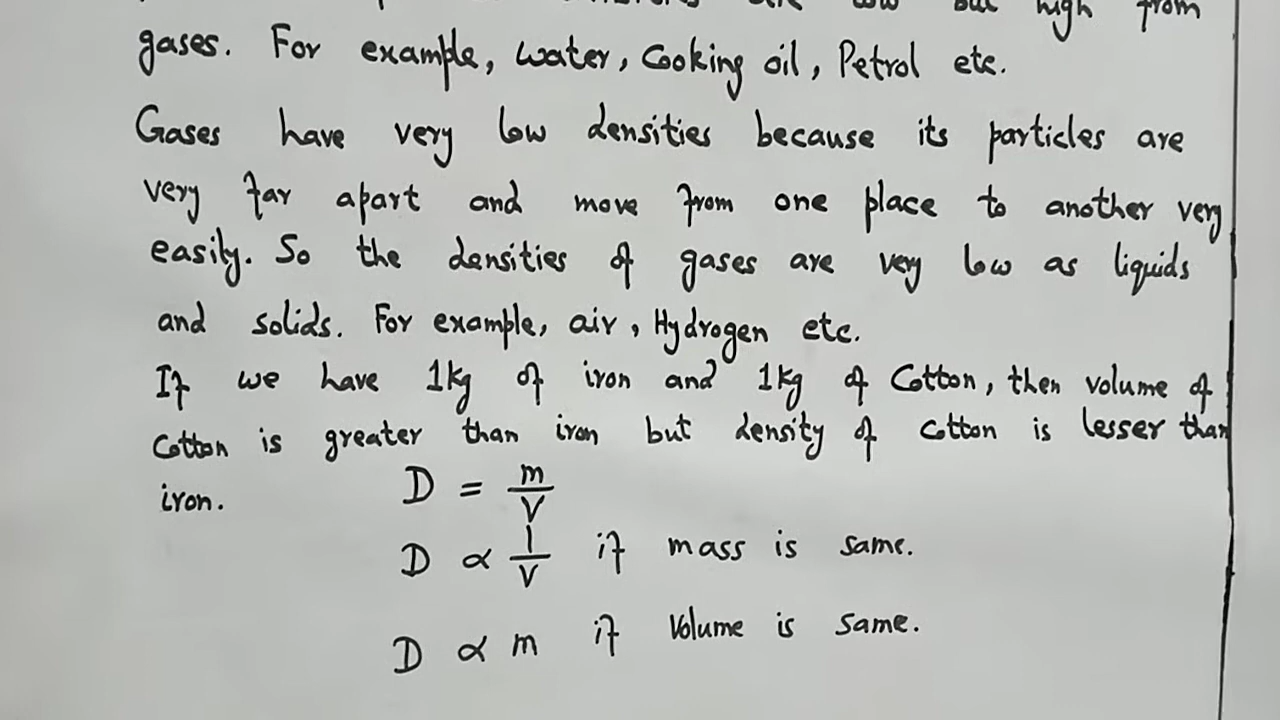 low but high from
gases. For example, water, Cooking oil, Petrol etc.
Gases have very low densities because its particles are
very far apart and move from one place to another very
easily. So the densities of gases are very low as liquids
and solids. For example, air, Hydrogen etc.
If we have 1kg of iron and 1kg of Cotton, then volume of
Cotton is greater than iron but density of cotton is lesser than
iron. D = m/V
D ∝ 1/V if mass is same.
D ∝ m if Volume is same.